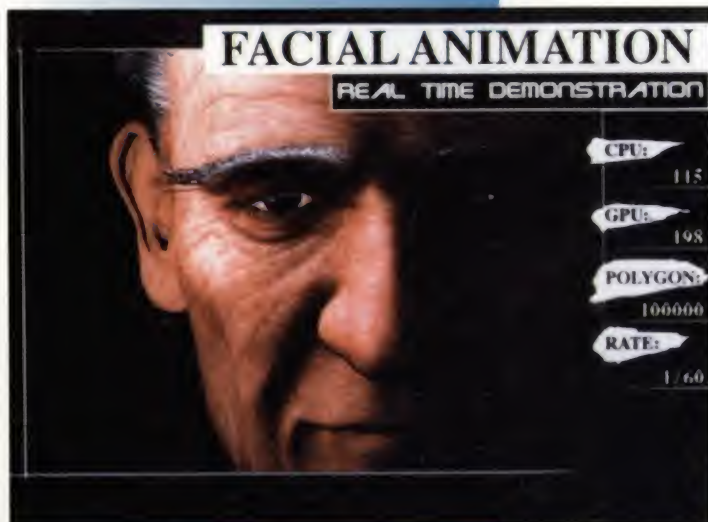 FACIAL ANIMATION
REAL TIME DEMONSTRATION
CPU:
115
GPU:
198
POLYGON:
100000
RATE:
1/60